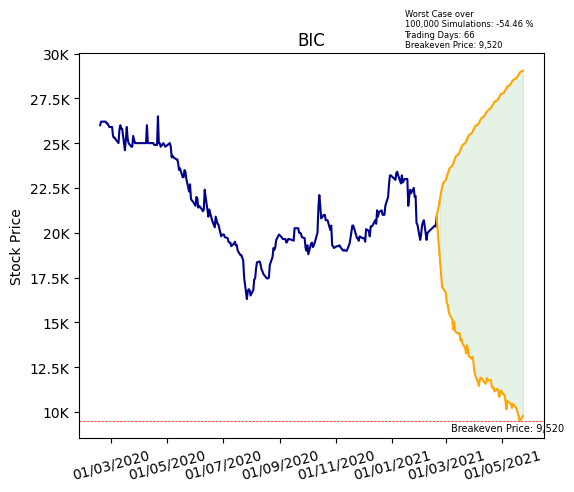 Worst Case over
100,000 Simulations: -54.46 %
Trading Days: 66
Breakeven Price: 9,520
BIC
30K
27.5K
25K
22.5K
20K
17.5K
15K
12.5K
10K
Stock Price
Breakeven Price: 9,520
01/03/2020
01/05/2020
01/07/2020
01/09/2020
01/11/2020
01/01/2021
01/03/2021
01/05/2021